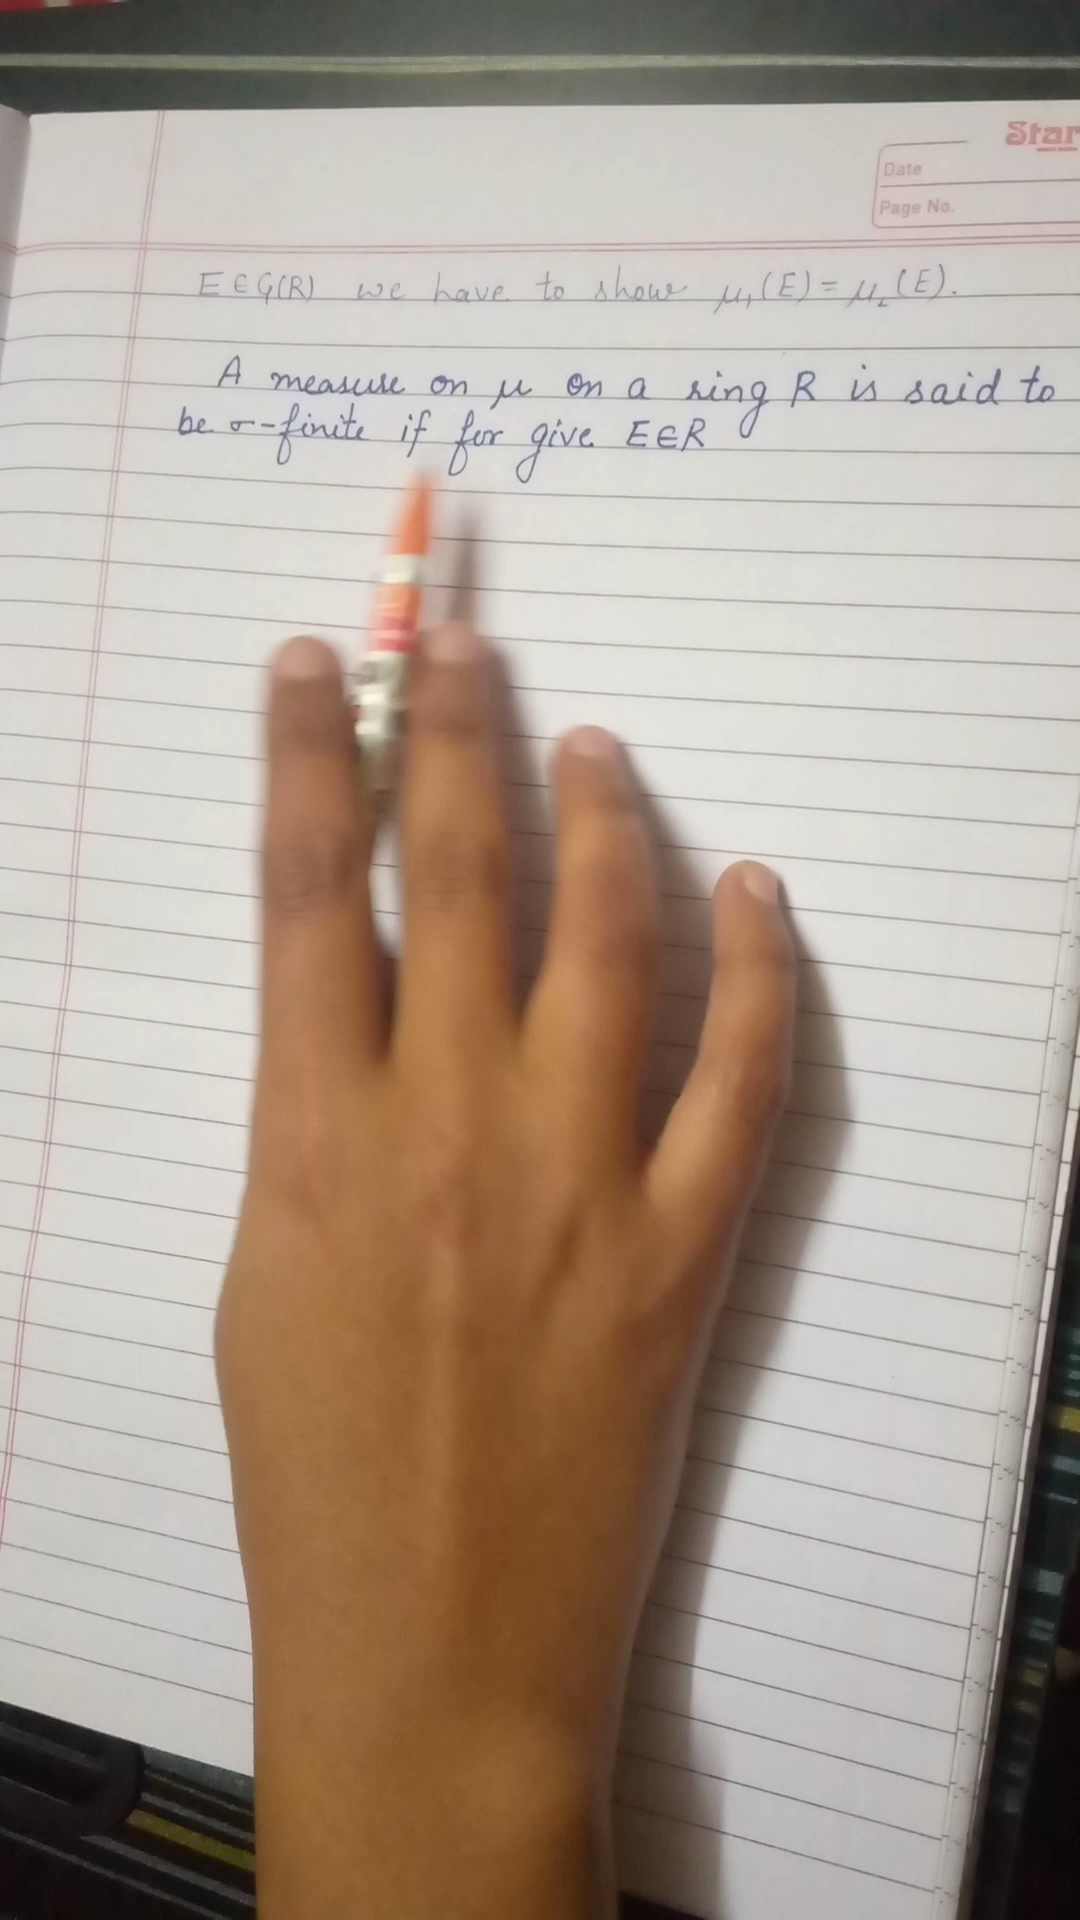 Star
Date
Page No.
E ∈ G(R) we have to show μ₁(E) = μ₂(E).
A measure on μ on a ring R is said to
be σ-finite if for give E∈R